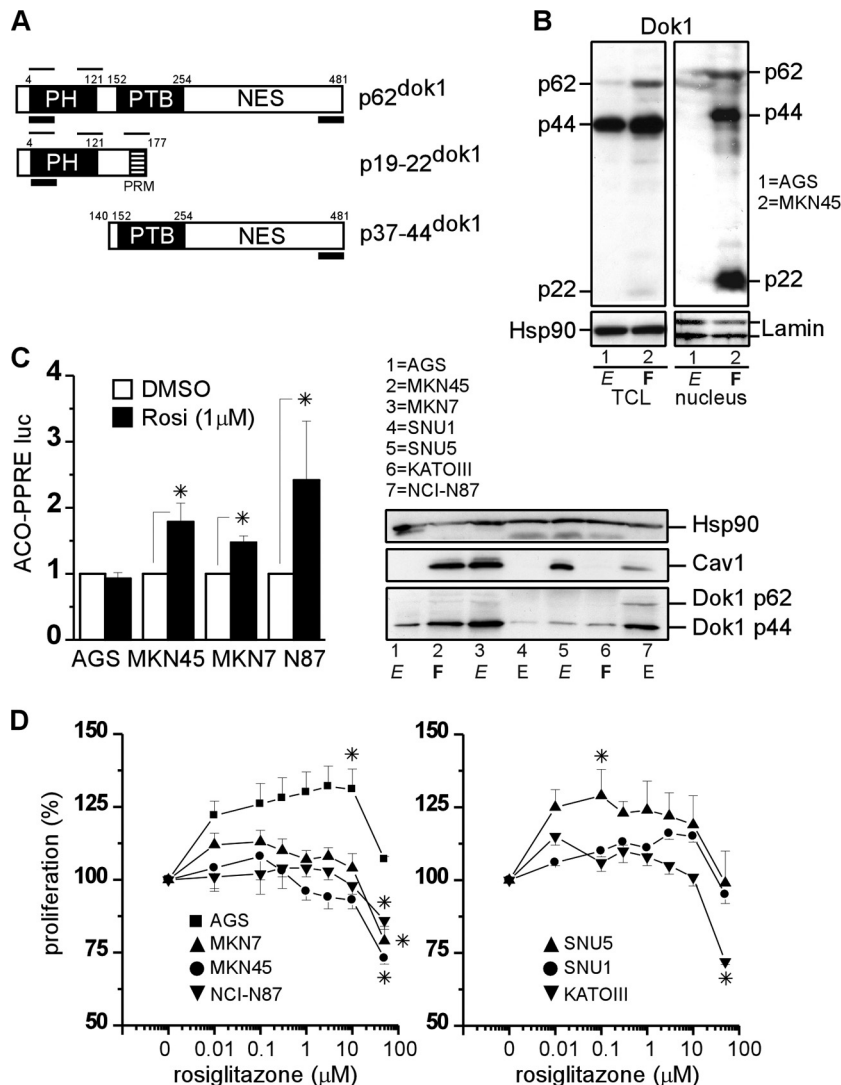 A
4 121 152 254 481
PH PTB NES p62dok1
4 121 177
PH p19-22dok1
PRM
140 152 254 481
PTB NES p37-44dok1
B
Dok1
p62 p62
p44 p44
1=AGS
2=MKN45
p22 p22
Hsp90 Lamin
1 2 1 2
E F E F
TCL nucleus
C
ACO-PPRE luc
4
3
2
1
0
DMSO
Rosi (1μM)
* * *
AGS MKN45 MKN7 N87
1=AGS
2=MKN45
3=MKN7
4=SNU1
5=SNU5
6=KATOIII
7=NCI-N87
Hsp90
Cav1
Dok1 p62
Dok1 p44
1 2 3 4 5 6 7
E F E E E F E
D
proliferation (%)
150
125
100
75
50
*
*
*
*
AGS
MKN7
MKN45
NCI-N87
0 0.01 0.1 1 10 100
rosiglitazone (μM)
150
125
100
75
50
*
*
SNU5
SNU1
KATOIII
0 0.01 0.1 1 10 100
rosiglitazone (μM)